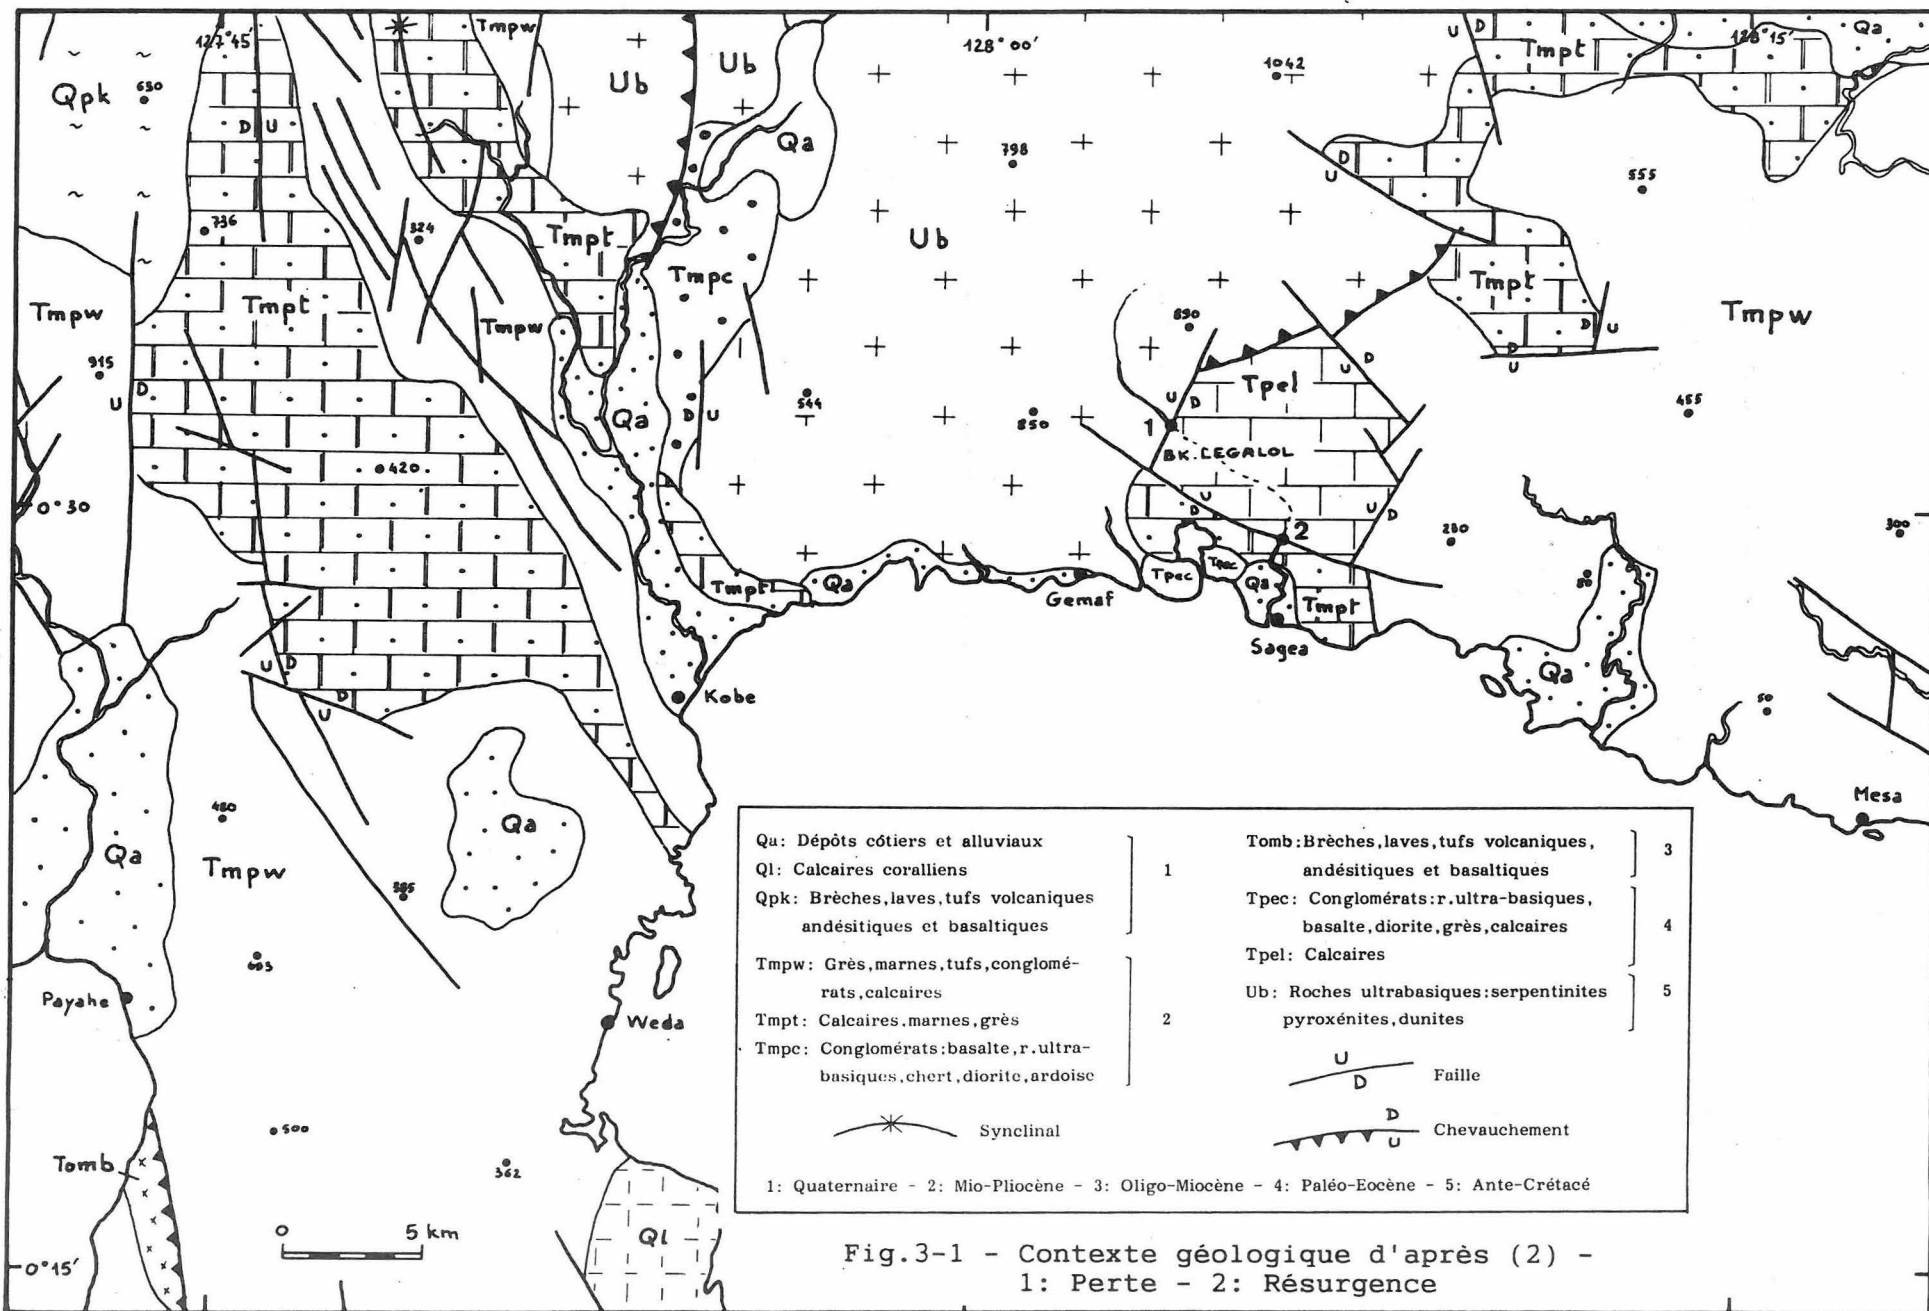 127°45'
Tmpw
128°00'
128°15'
Qa
U D
Tmpt
Ub
Ub
1042
Qpk
630
D U
Qa
798
D
U
555
736
324
Tmpt
Ub
Tmpc
Tmpt
Tmpw
Tmpt
Tmpw
Tmpw
890
D
U
D U
D
U
915
U D
Tpel
U D
D
U
544
850
455
Qa
D U
1
BK. LEGALOL
420
0°30
U
D
U D
2
230
300
Tmpt
Qa
Gemaf
Tpec
Tpec
Qa
Tmpt
Sagea
80
Qa
U D
D
U
Kobe
50
Mesa
480
Qa
Qa
Tmpw
385
693
Payahe
Weda
500
Tomb
362
Ql
0 5 km
0°15'
Qa: Dépôts côtiers et alluviaux
Ql: Calcaires coralliens
1
Qpk: Brèches,laves,tufs volcaniques
andésitiques et basaltiques
Tmpw: Grès,marnes,tufs,conglomé-
rats,calcaires
Tmpt: Calcaires.marnes,grès
2
Tmpc: Conglomérats:basalte,r.ultra-
basiques,chert,diorite,ardoise
Synclinal
Tomb:Brèches,laves,tufs volcaniques,
andésitiques et basaltiques
3
Tpec: Conglomérats:r.ultra-basiques,
basalte,diorite,grès,calcaires
4
Tpel: Calcaires
Ub: Roches ultrabasiques:serpentinites
pyroxénites,dunites
5
U
D
Faille
D
U
Chevauchement
1: Quaternaire - 2: Mio-Pliocène - 3: Oligo-Miocène - 4: Paléo-Eocène - 5: Ante-Crétacé
Fig.3-1 - Contexte géologique d'après (2) -
1: Perte - 2: Résurgence